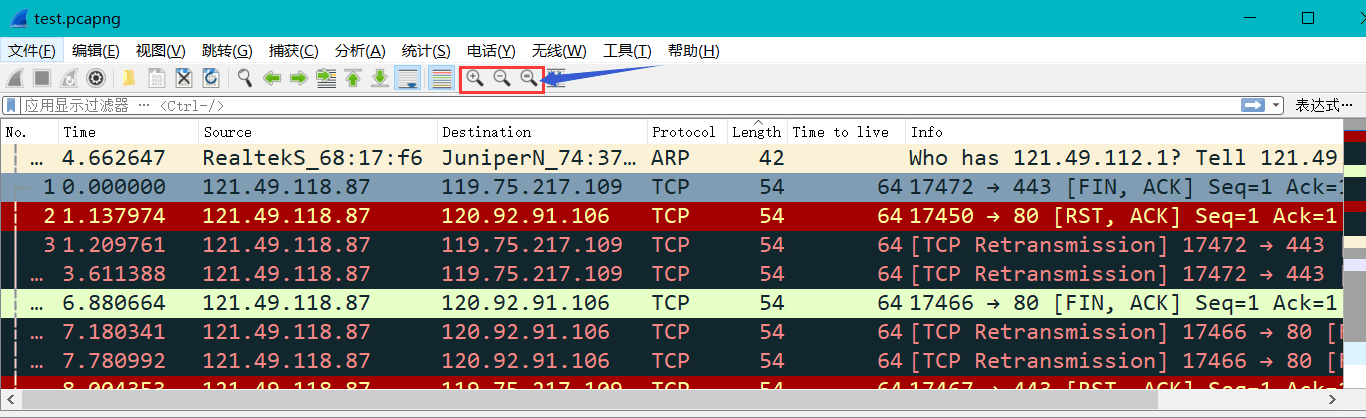 test.pcapng
文件(F) 编辑(E) 视图(V) 跳转(G) 捕获(C) 分析(A) 统计(S) 电话(Y) 无线(W) 工具(T) 帮助(H)
应用显示过滤器 … <Ctrl-/> 表达式…
No. Time Source Destination Protocol Length Time to live Info
… 4.662647 RealtekS_68:17:f6 JuniperN_74:37… ARP 42 Who has 121.49.112.1? Tell 121.49
1 0.000000 121.49.118.87 119.75.217.109 TCP 54 64 17472 → 443 [FIN, ACK] Seq=1 Ack=1
2 1.137974 121.49.118.87 120.92.91.106 TCP 54 64 17450 → 80 [RST, ACK] Seq=1 Ack=1
3 1.209761 121.49.118.87 119.75.217.109 TCP 54 64 [TCP Retransmission] 17472 → 443
… 3.611388 121.49.118.87 119.75.217.109 TCP 54 64 [TCP Retransmission] 17472 → 443
… 6.880664 121.49.118.87 120.92.91.106 TCP 54 64 17466 → 80 [FIN, ACK] Seq=1 Ack=1
… 7.180341 121.49.118.87 120.92.91.106 TCP 54 64 [TCP Retransmission] 17466 → 80 [F
… 7.780992 121.49.118.87 120.92.91.106 TCP 54 64 [TCP Retransmission] 17466 → 80 [F
… 8.004353 121.49.118.87 119.75.217.109 TCP 54 64 17467 → 443 [RST, ACK] Seq=1 Ack=1